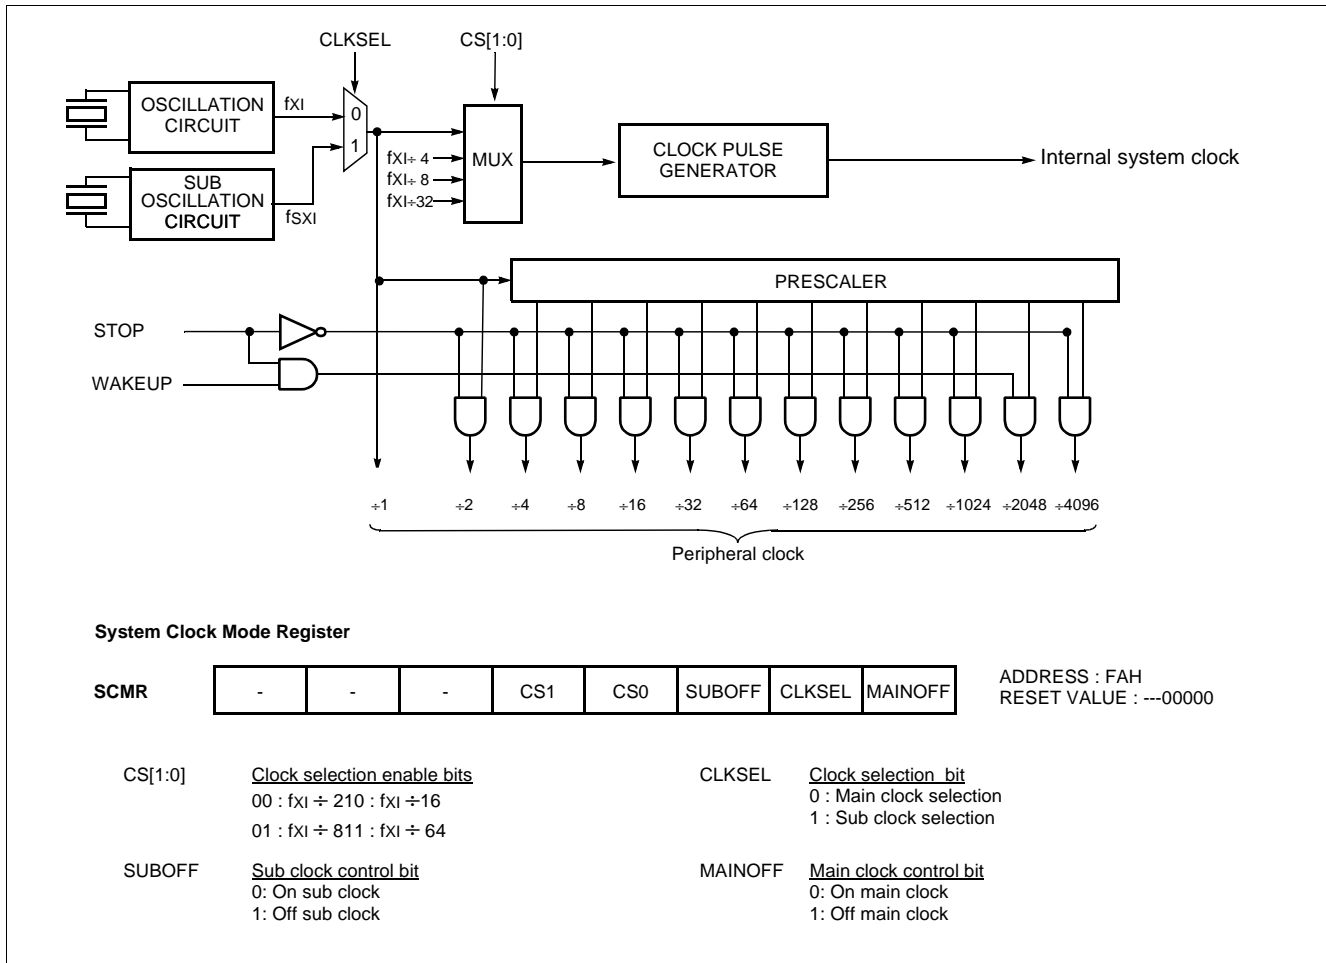 CLKSEL CS[1:0]
OSCILLATION
CIRCUIT
fXI
0
1
fXI÷ 4
fXI÷ 8
fXI÷32
MUX
CLOCK PULSE
GENERATOR
Internal system clock
SUB
OSCILLATION
CIRCUIT
fSXI
PRESCALER
STOP
WAKEUP
÷1 ÷2 ÷4 ÷8 ÷16 ÷32 ÷64 ÷128 ÷256 ÷512 ÷1024 ÷2048 ÷4096
Peripheral clock
System Clock Mode Register
SCMR - - - CS1 CS0 SUBOFF CLKSEL MAINOFF
ADDRESS : FAH
RESET VALUE : ---00000
CS[1:0] Clock selection enable bits
00 : fXI ÷ 210 : fXI ÷16
01 : fXI ÷ 811 : fXI ÷ 64
CLKSEL Clock selection bit
0 : Main clock selection
1 : Sub clock selection
SUBOFF Sub clock control bit
0: On sub clock
1: Off sub clock
MAINOFF Main clock control bit
0: On main clock
1: Off main clock